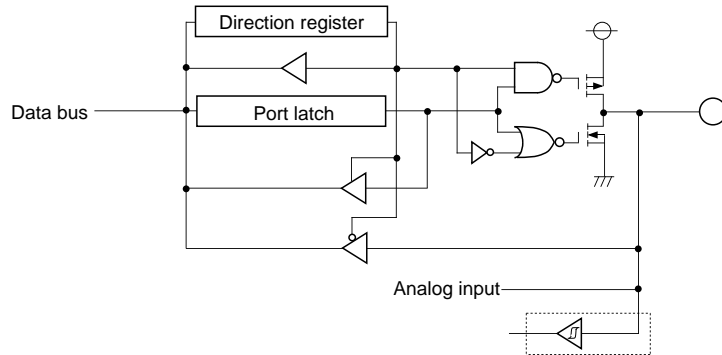 Direction register
Data bus
Port latch
Analog input